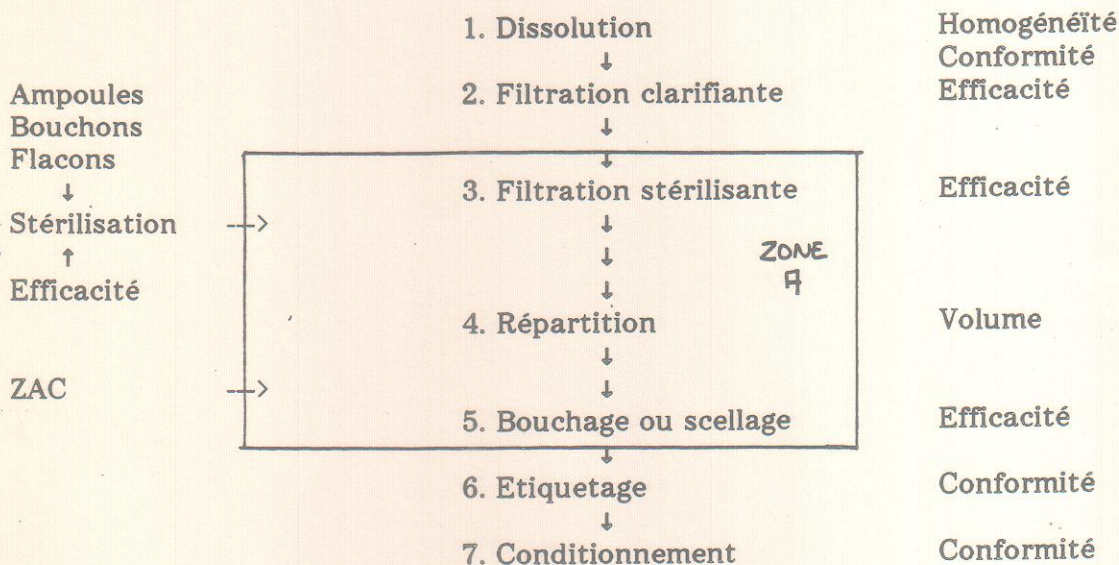 1. Dissolution Homogénéïté
↓ Conformité
Ampoules 2. Filtration clarifiante Efficacité
Bouchons ↓
Flacons ↓
↓ 3. Filtration stérilisante Efficacité
Stérilisation --> ↓
↑ ↓ ZONE
Efficacité ↓ A
4. Répartition Volume
↓
ZAC --> ↓
5. Bouchage ou scellage Efficacité
↓
6. Etiquetage Conformité
↓
7. Conditionnement Conformité